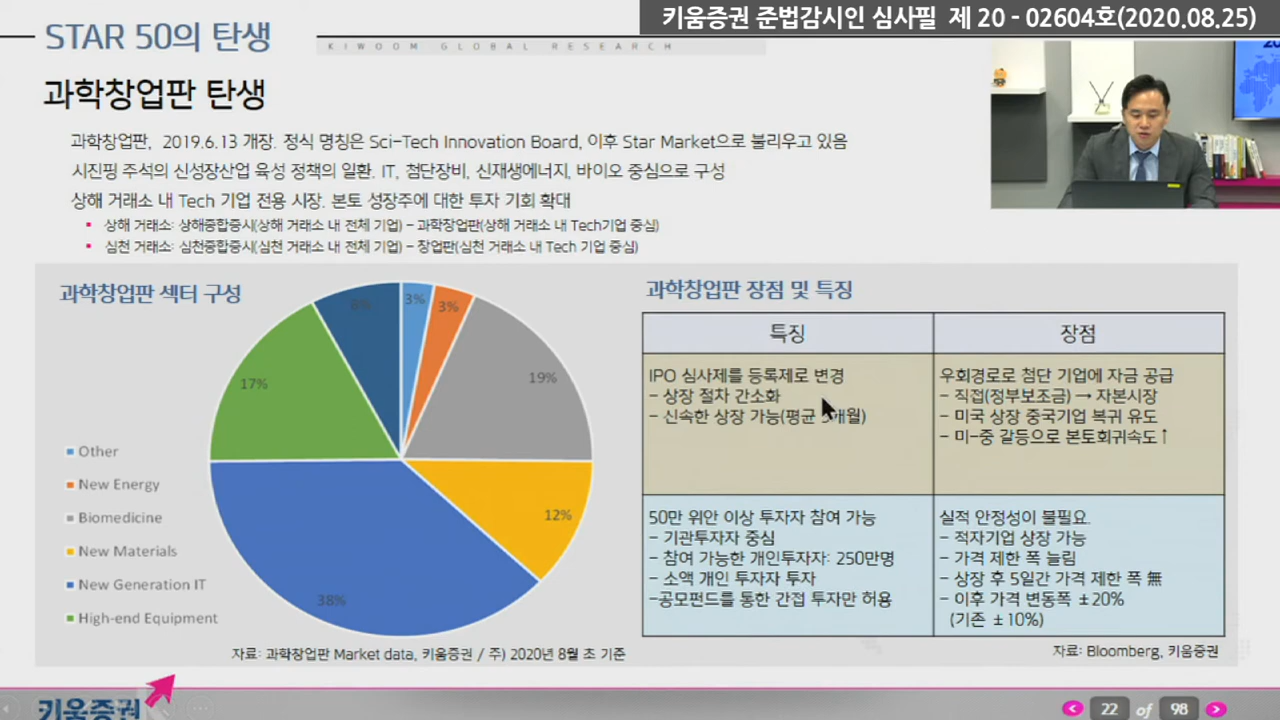 키움증권 준법감시인 심사필 제 20 - 02604호(2020.08.25)
STAR 50의 탄생
KIWOOM GLOBAL RESEARCH
과학창업판 탄생
과학창업판, 2019.6.13 개장. 정식 명칭은 Sci-Tech Innovation Board, 이후 Star Market으로 불리우고 있음
시진핑 주석의 신성장산업 육성 정책의 일환. IT, 첨단장비, 신재생에너지, 바이오 중심으로 구성
상해 거래소 내 Tech 기업 전용 시장. 본토 성장주에 대한 투자 기회 확대
상해 거래소: 상해종합증시(상해 거래소 내 전체 기업) - 과학창업판(상해 거래소 내 Tech기업 중심)
심천 거래소: 심천종합증시(심천 거래소 내 전체 기업) - 창업판(심천 거래소 내 Tech 기업 중심)
과학창업판 섹터 구성
8%
3%
3%
19%
12%
38%
17%
Other
New Energy
Biomedicine
New Materials
New Generation IT
High-end Equipment
자료: 과학창업판 Market data, 키움증권 / 주) 2020년 8월 초 기준
과학창업판 장점 및 특징
특징
장점
IPO 심사제를 등록제로 변경
- 상장 절차 간소화
- 신속한 상장 가능(평균 개월)
우회경로로 첨단 기업에 자금 공급
- 직접(정부보조금) → 자본시장
- 미국 상장 중국기업 복귀 유도
- 미-중 갈등으로 본토회귀속도↑
50만 위안 이상 투자자 참여 가능
- 기관투자자 중심
- 참여 가능한 개인투자자: 250만명
- 소액 개인 투자자 투자
-공모펀드를 통한 간접 투자만 허용
실적 안정성이 불필요.
- 적자기업 상장 가능
- 가격 제한 폭 늘림
- 상장 후 5일간 가격 제한 폭 無
- 이후 가격 변동폭 ±20%
(기존 ±10%)
자료: Bloomberg, 키움증권
키움증권
22 of 98